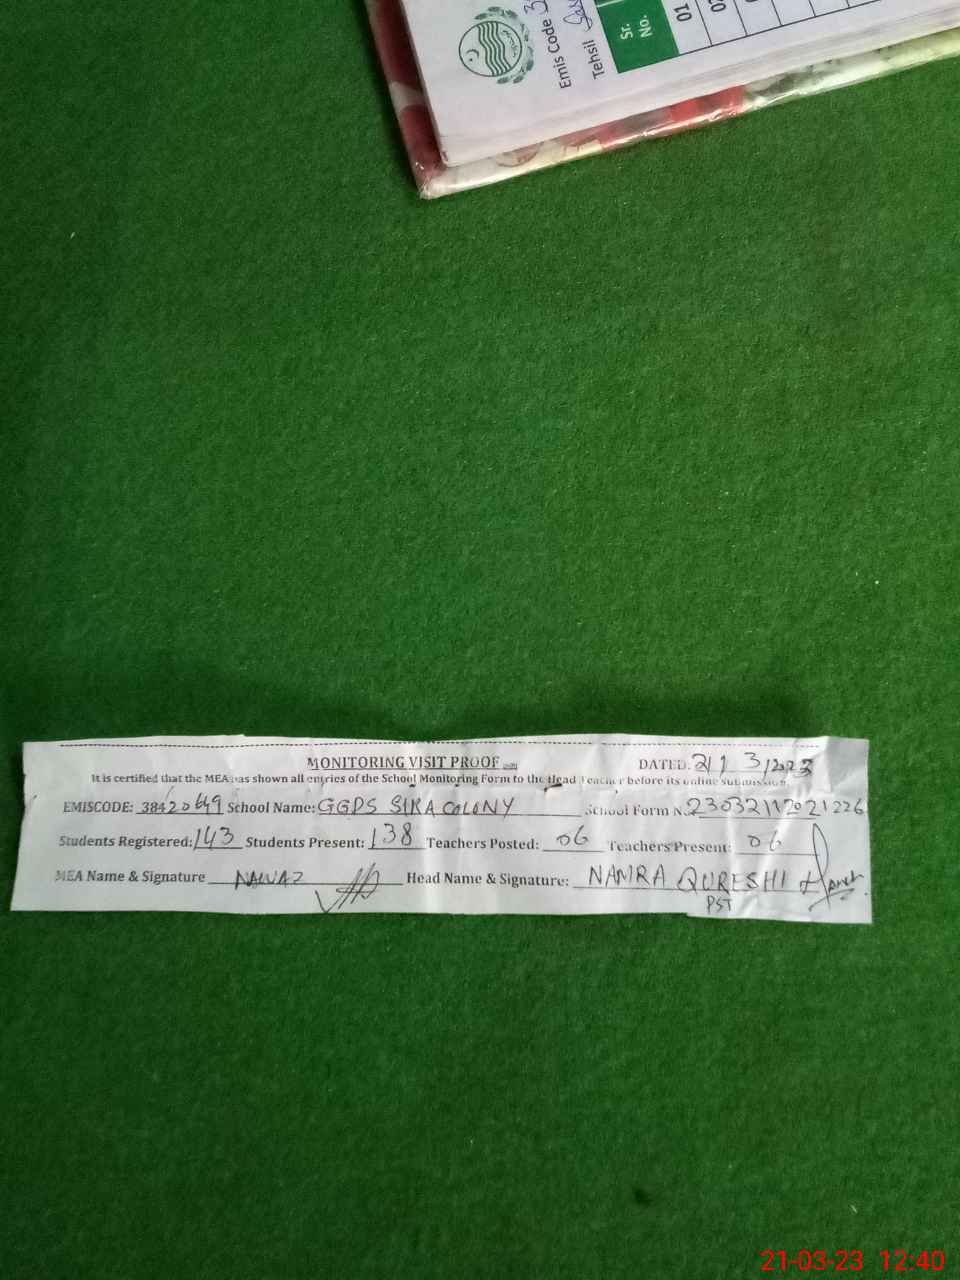 Emis Code 3
Tehsil
Sr. No.
01
02
MONITORING VISIT PROOF
DATED: 21/3/2023
It is certified that the MEA has shown all entries of the School Monitoring Form to the Head Teacher before its online submission.
EMISCODE: 38420649 School Name: GGPS SIKA COLONY School Form N. 23032112021226
Students Registered: 143 Students Present: 138 Teachers Posted: 06 Teachers Present: 06
MEA Name & Signature NAWAZ Head Name & Signature: NAMRA QURESHI
PST
21-03-23 12:40